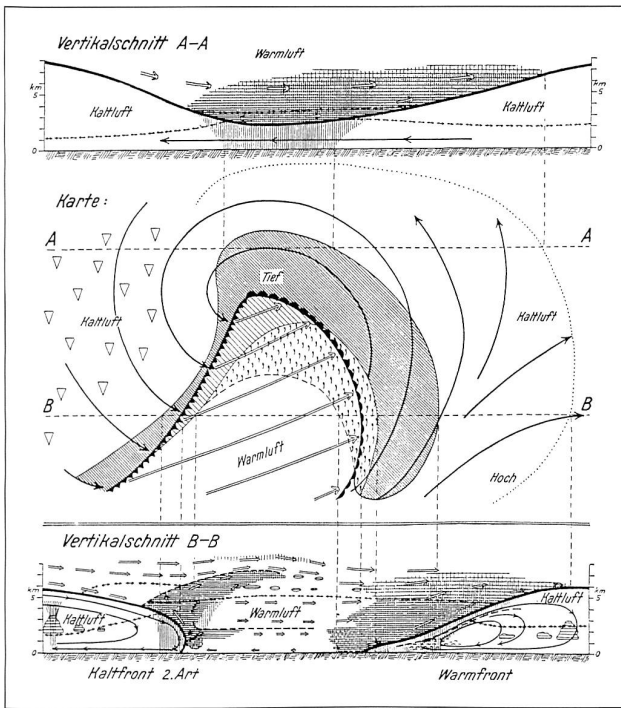 Vertikalschnitt A–A
Warmluft
km
5
0
Kaltluft
Kaltluft
km
5
0
Karte:
A
A
Tief
Kaltluft
Kaltluft
B
B
Warmluft
Hoch
Vertikalschnitt B–B
km
5
0
Kaltluft
Warmluft
Kaltluft
km
5
0
Kaltfront 2. Art
Warmfront